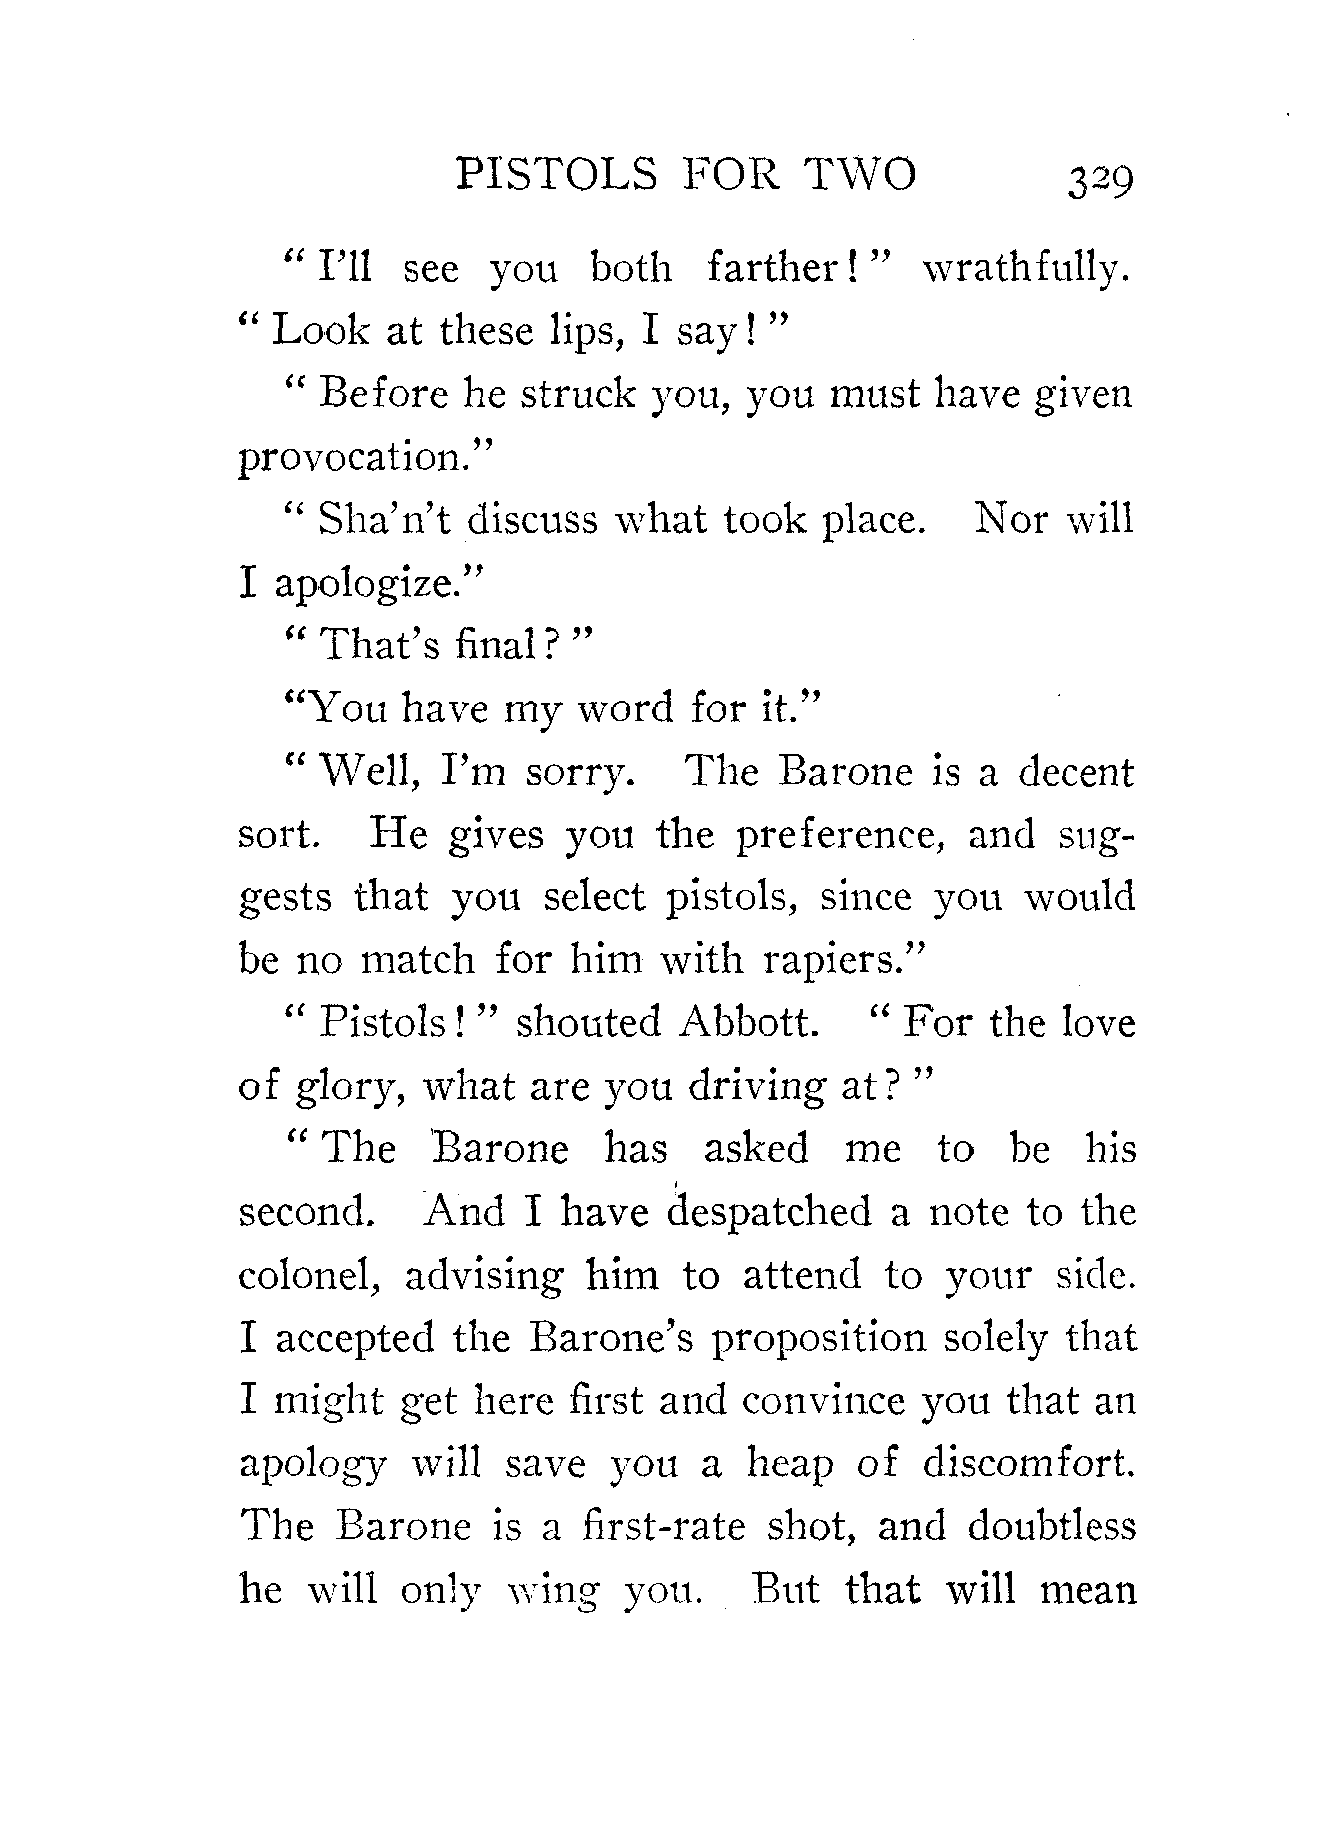 PISTOLS FOR TWO 329
" I'll see you both farther! " wrathfully.
" Look at these lips, I say! "
" Before he struck you, you must have given
provocation."
" Sha'n't discuss what took place. Nor will
I apologize."
" That's final? "
"You have my word for it."
" Well, I'm sorry. The Barone is a decent
sort. He gives you the preference, and sug-
gests that you select pistols, since you would
be no match for him with rapiers."
" Pistols! " shouted Abbott. " For the love
of glory, what are you driving at? "
" The Barone has asked me to be his
second. And I have despatched a note to the
colonel, advising him to attend to your side.
I accepted the Barone's proposition solely that
I might get here first and convince you that an
apology will save you a heap of discomfort.
The Barone is a first-rate shot, and doubtless
he will only wing you. But that will mean